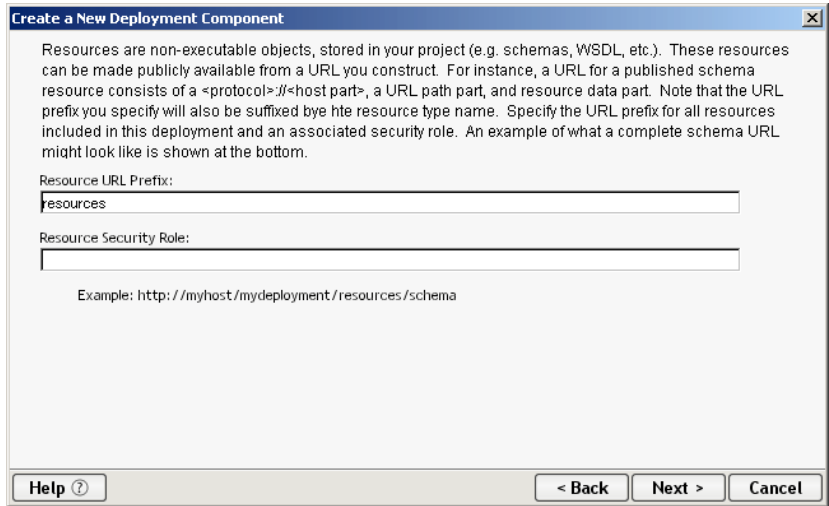 Create a New Deployment Component
Resources are non-executable objects, stored in your project (e.g. schemas, WSDL, etc.).  These resources
can be made publicly available from a URL you construct.  For instance, a URL for a published schema
resource consists of a <protocol>://<host part>, a URL path part, and resource data part.  Note that the URL
prefix you specify will also be suffixed bye hte resource type name.  Specify the URL prefix for all resources
included in this deployment and an associated security role.  An example of what a complete schema URL
might look like is shown at the bottom.
Resource URL Prefix:
resources
Resource Security Role:
Example: http://myhost/mydeployment/resources/schema
Help ? < Back Next > Cancel